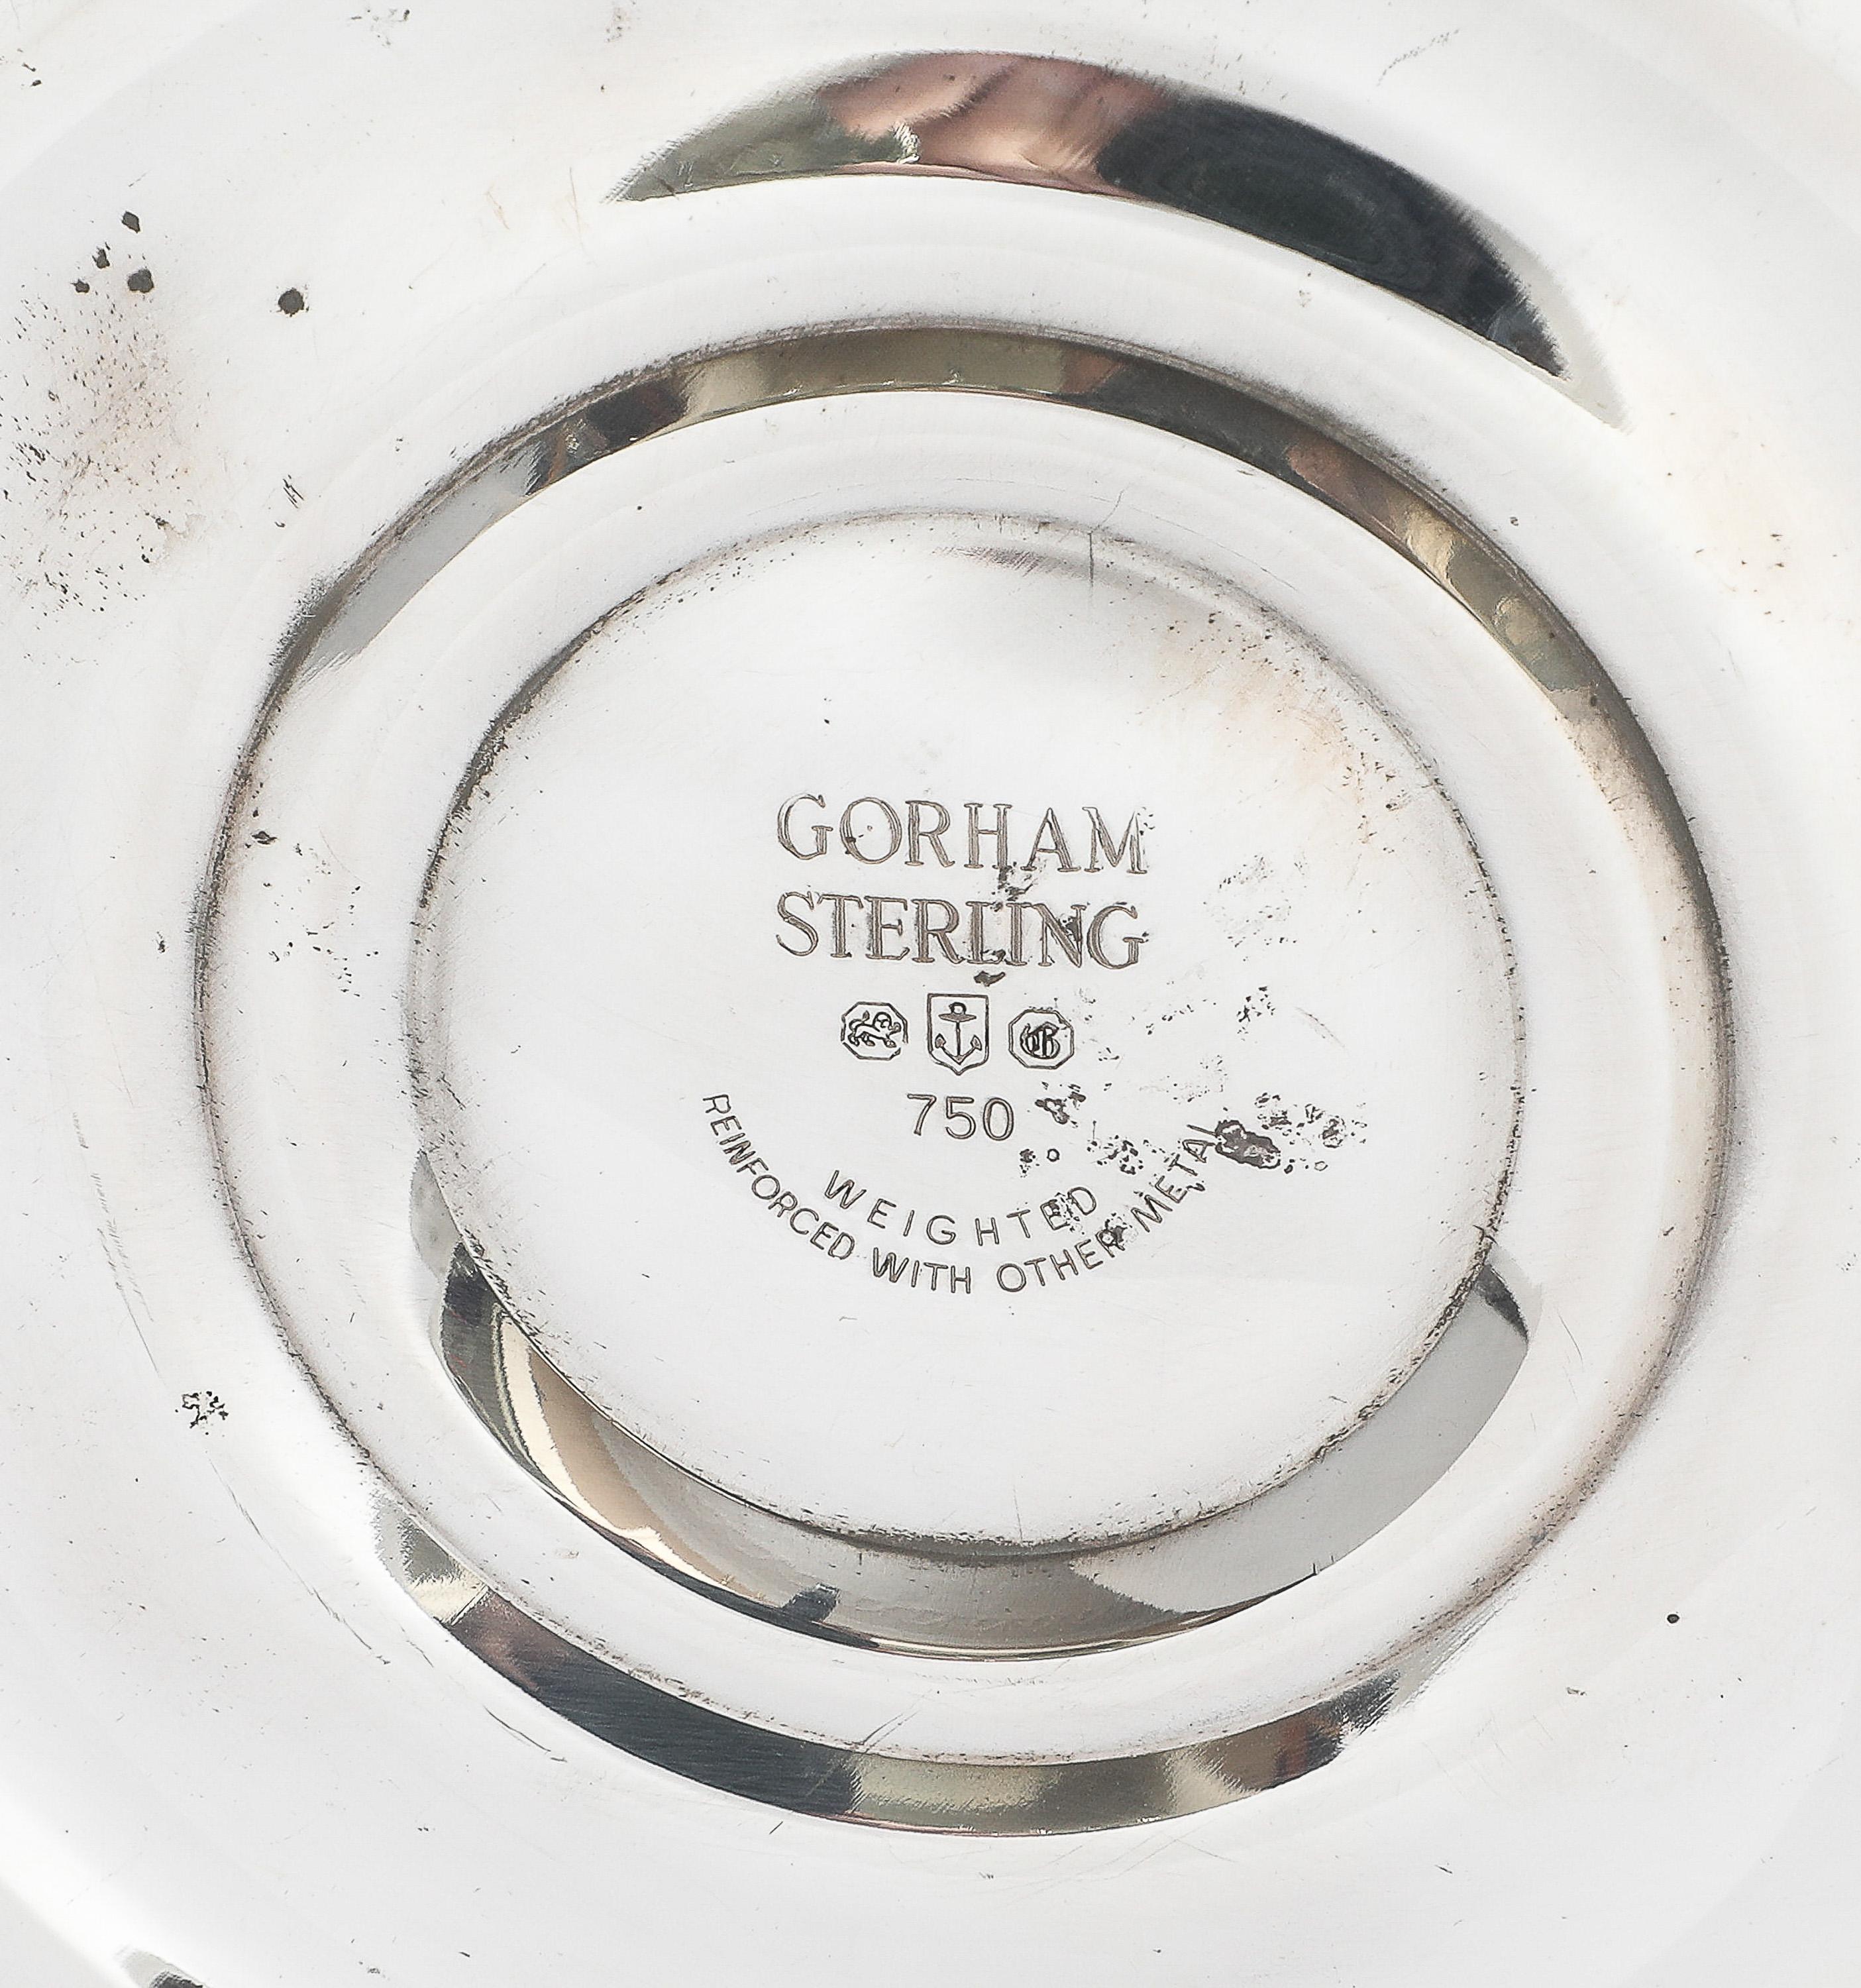 GORHAM
STERLING
G
750
WEIGHTED
REINFORCED WITH OTHER METAL